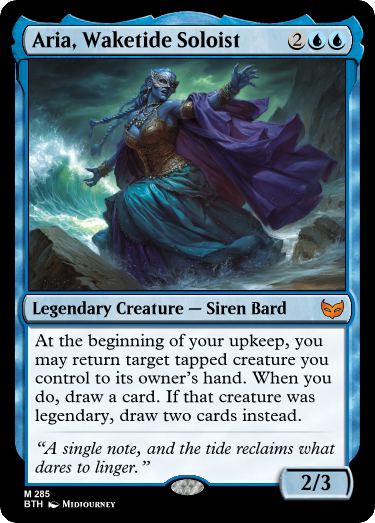 Aria, Waketide Soloist 2
Legendary Creature — Siren Bard
At the beginning of your upkeep, you
may return target tapped creature you
control to its owner's hand. When you
do, draw a card. If that creature was
legendary, draw two cards instead.
“A single note, and the tide reclaims what
dares to linger.”
2/3
M 285
BTH Midjourney